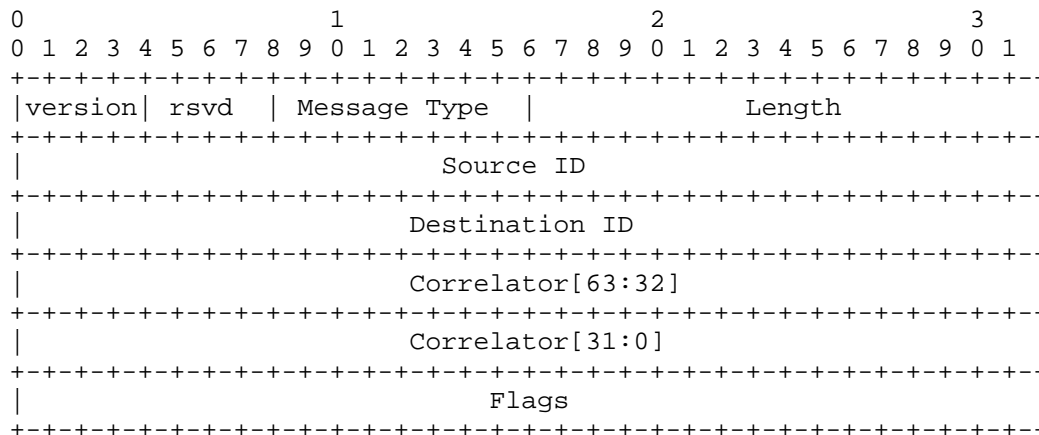 0                   1                   2                   3
0 1 2 3 4 5 6 7 8 9 0 1 2 3 4 5 6 7 8 9 0 1 2 3 4 5 6 7 8 9 0 1
+-+-+-+-+-+-+-+-+-+-+-+-+-+-+-+-+-+-+-+-+-+-+-+-+-+-+-+-+-+-+-+--
|version| rsvd  | Message Type  |             Length
+-+-+-+-+-+-+-+-+-+-+-+-+-+-+-+-+-+-+-+-+-+-+-+-+-+-+-+-+-+-+-+--
|                          Source ID
+-+-+-+-+-+-+-+-+-+-+-+-+-+-+-+-+-+-+-+-+-+-+-+-+-+-+-+-+-+-+-+--
|                        Destination ID
+-+-+-+-+-+-+-+-+-+-+-+-+-+-+-+-+-+-+-+-+-+-+-+-+-+-+-+-+-+-+-+--
|                        Correlator[63:32]
+-+-+-+-+-+-+-+-+-+-+-+-+-+-+-+-+-+-+-+-+-+-+-+-+-+-+-+-+-+-+-+--
|                        Correlator[31:0]
+-+-+-+-+-+-+-+-+-+-+-+-+-+-+-+-+-+-+-+-+-+-+-+-+-+-+-+-+-+-+-+--
|                             Flags
+-+-+-+-+-+-+-+-+-+-+-+-+-+-+-+-+-+-+-+-+-+-+-+-+-+-+-+-+-+-+-+--